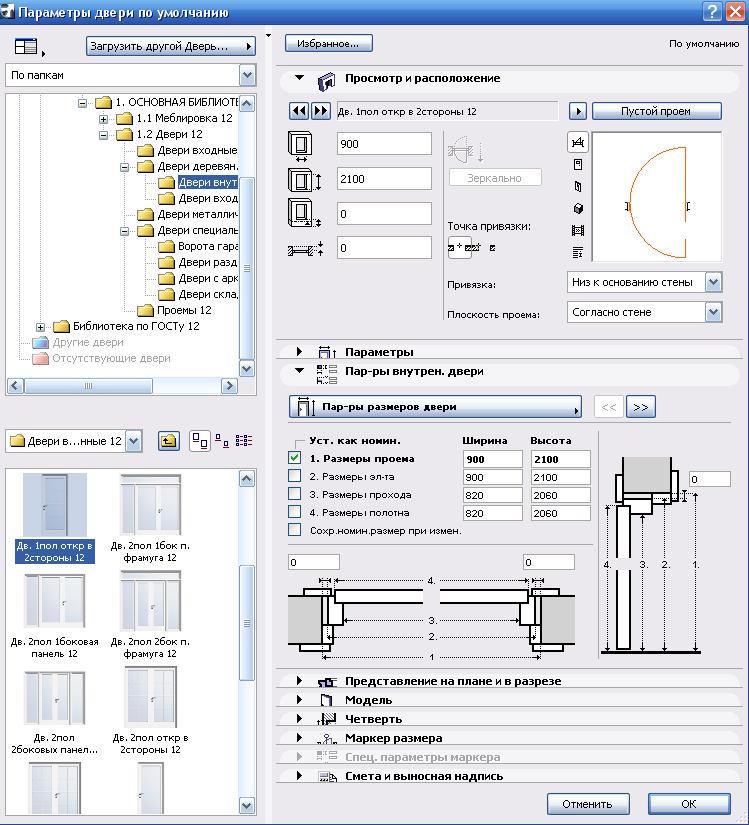 Параметры двери по умолчанию
Загрузить другой Дверь...
По папкам
1. ОСНОВНАЯ БИБЛИОТЕ
1.1 Меблировка 12
1.2 Двери 12
Двери входные
Двери деревян.
Двери внут
Двери вход
Двери металлич
Двери специаль
Ворота гара
Двери разд
Двери с арк
Двери скла
Проемы 12
Библиотека по ГОСТу 12
Другие двери
Отсутствующие двери
Двери в...нные 12
Дв. 1пол откр в
2стороны 12
Дв. 2пол 1бок п.
фрамуга 12
Дв. 2пол 1боковая
панель 12
Дв. 2пол 2бок п.
фрамуга 12
Дв. 2пол
2боковых панел...
Дв. 2пол откр в
2стороны 12
Избранное...
По умолчанию
Просмотр и расположение
Дв. 1пол откр в 2стороны 12
Пустой проем
900
2100
0
0
Зеркально
Точка привязки:
Привязка:
Низ к основанию стены
Плоскость проема:
Согласно стене
Параметры
Пар-ры внутрен. двери
Пар-ры размеров двери
<<
>>
Уст. как номин.
Ширина
Высота
1. Размеры проема
900
2100
2. Размеры эл-та
900
2100
3. Размеры прохода
820
2060
4. Размеры полотна
820
2060
Сохр.номин.размер при измен.
0
0
4.
3.
2.
1
0
4.
3.
2.
1.
Представление на плане и в разрезе
Модель
Четверть
Маркер размера
Спец. параметры маркера
Смета и выносная надпись
Отменить
OK